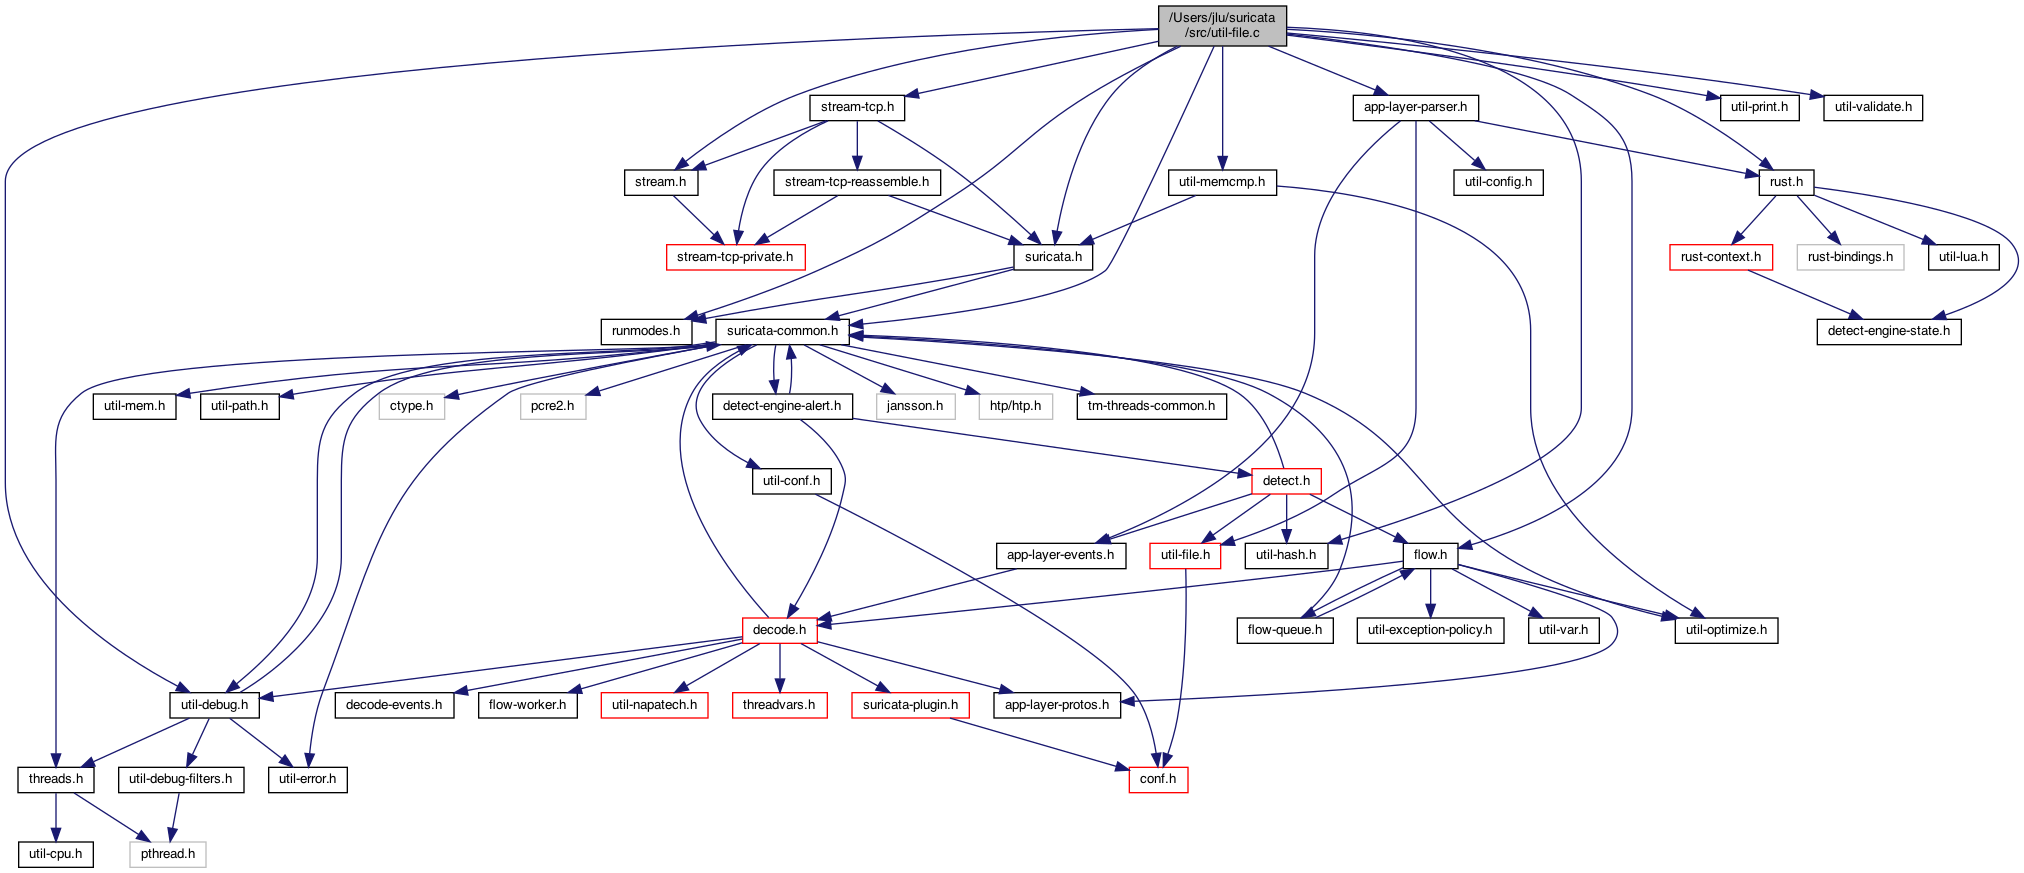 /Users/jlu/suricata
/src/util-file.c
stream-tcp.h
app-layer-parser.h
util-print.h
util-validate.h
stream.h
stream-tcp-reassemble.h
util-memcmp.h
util-config.h
rust.h
stream-tcp-private.h
suricata.h
rust-context.h
rust-bindings.h
util-lua.h
runmodes.h
suricata-common.h
detect-engine-state.h
util-mem.h
util-path.h
ctype.h
pcre2.h
detect-engine-alert.h
jansson.h
htp/htp.h
tm-threads-common.h
util-conf.h
detect.h
app-layer-events.h
util-file.h
util-hash.h
flow.h
decode.h
flow-queue.h
util-exception-policy.h
util-var.h
util-optimize.h
util-debug.h
decode-events.h
flow-worker.h
util-napatech.h
threadvars.h
suricata-plugin.h
app-layer-protos.h
threads.h
util-debug-filters.h
util-error.h
conf.h
util-cpu.h
pthread.h